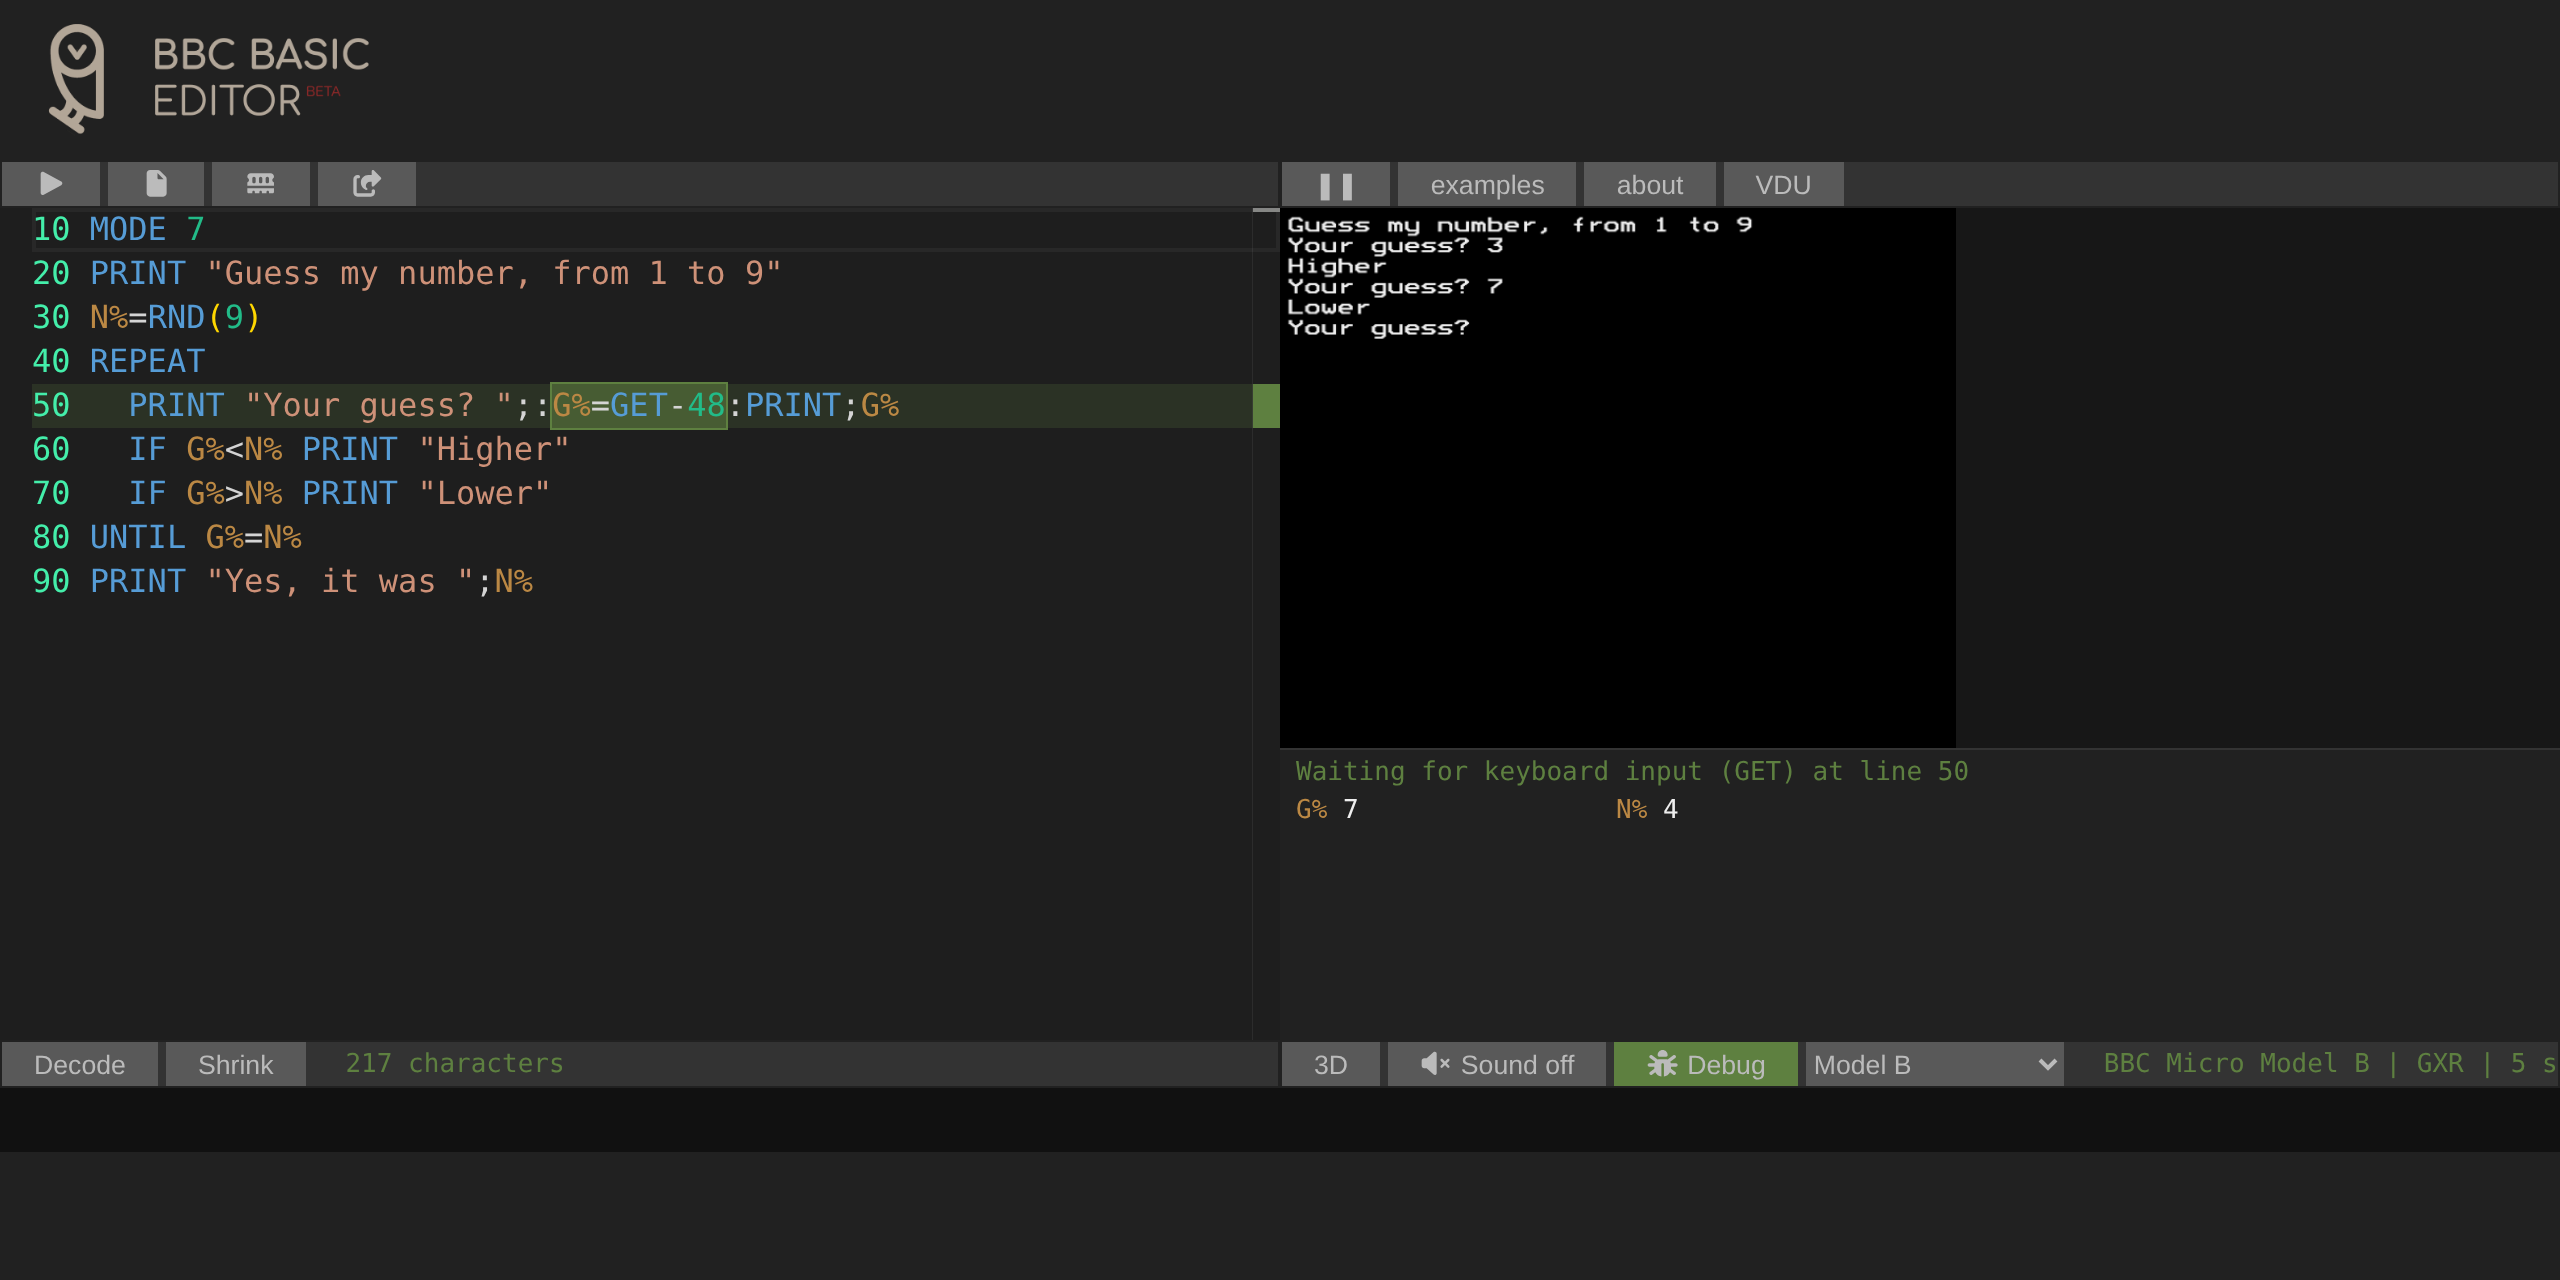 BBC BASIC
EDITOR BETA
examples about VDU
10 MODE 7
20 PRINT "Guess my number, from 1 to 9"
30 N%=RND(9)
40 REPEAT
50   PRINT "Your guess? ";:G%=GET-48:PRINT;G%
60   IF G%<N% PRINT "Higher"
70   IF G%>N% PRINT "Lower"
80 UNTIL G%=N%
90 PRINT "Yes, it was ";N%
Guess my number, from 1 to 9
Your guess? 3
Higher
Your guess? 7
Lower
Your guess?
Waiting for keyboard input (GET) at line 50
G% 7 N% 4
Decode Shrink 217 characters
3D Sound off Debug Model B BBC Micro Model B | GXR | 5 s